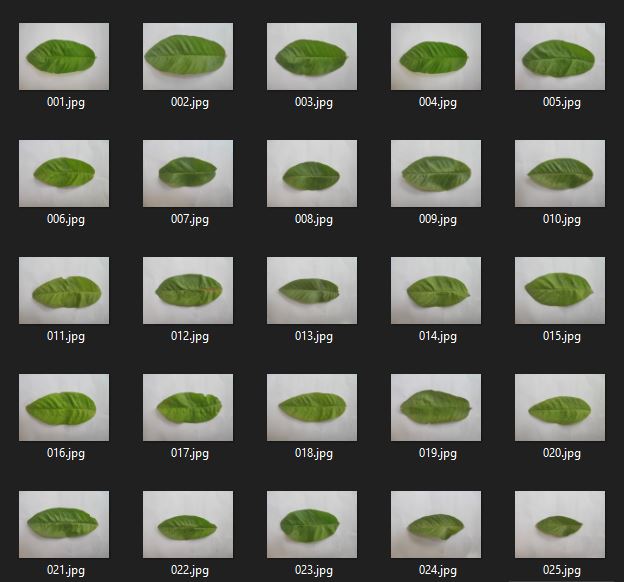 001.jpg 002.jpg 003.jpg 004.jpg 005.jpg
006.jpg 007.jpg 008.jpg 009.jpg 010.jpg
011.jpg 012.jpg 013.jpg 014.jpg 015.jpg
016.jpg 017.jpg 018.jpg 019.jpg 020.jpg
021.jpg 022.jpg 023.jpg 024.jpg 025.jpg